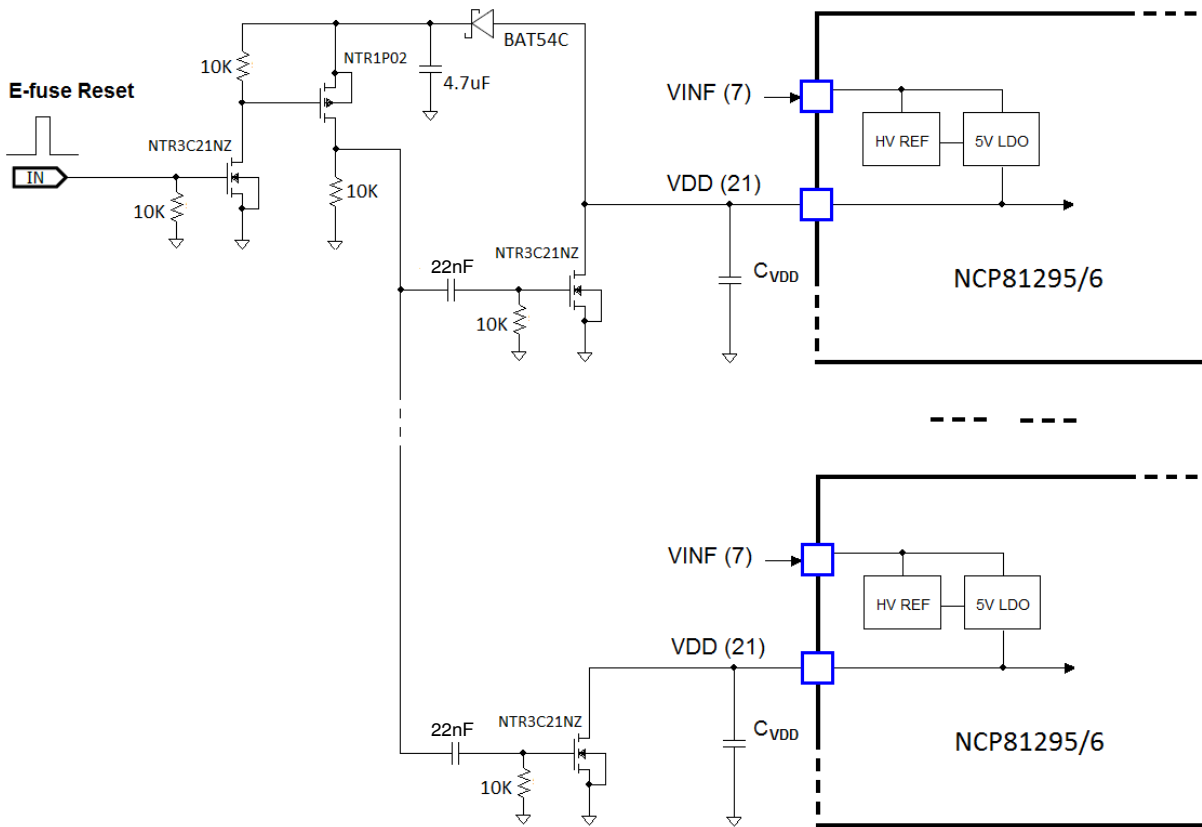 BAT54C
NTR1P02
10K
4.7uF
E-fuse Reset
VINF (7)
HV REF
5V LDO
NTR3C21NZ
IN
VDD (21)
10K
10K
NTR3C21NZ
22nF
CVDD
NCP81295/6
10K
VINF (7)
HV REF
5V LDO
VDD (21)
NTR3C21NZ
22nF
CVDD
NCP81295/6
10K